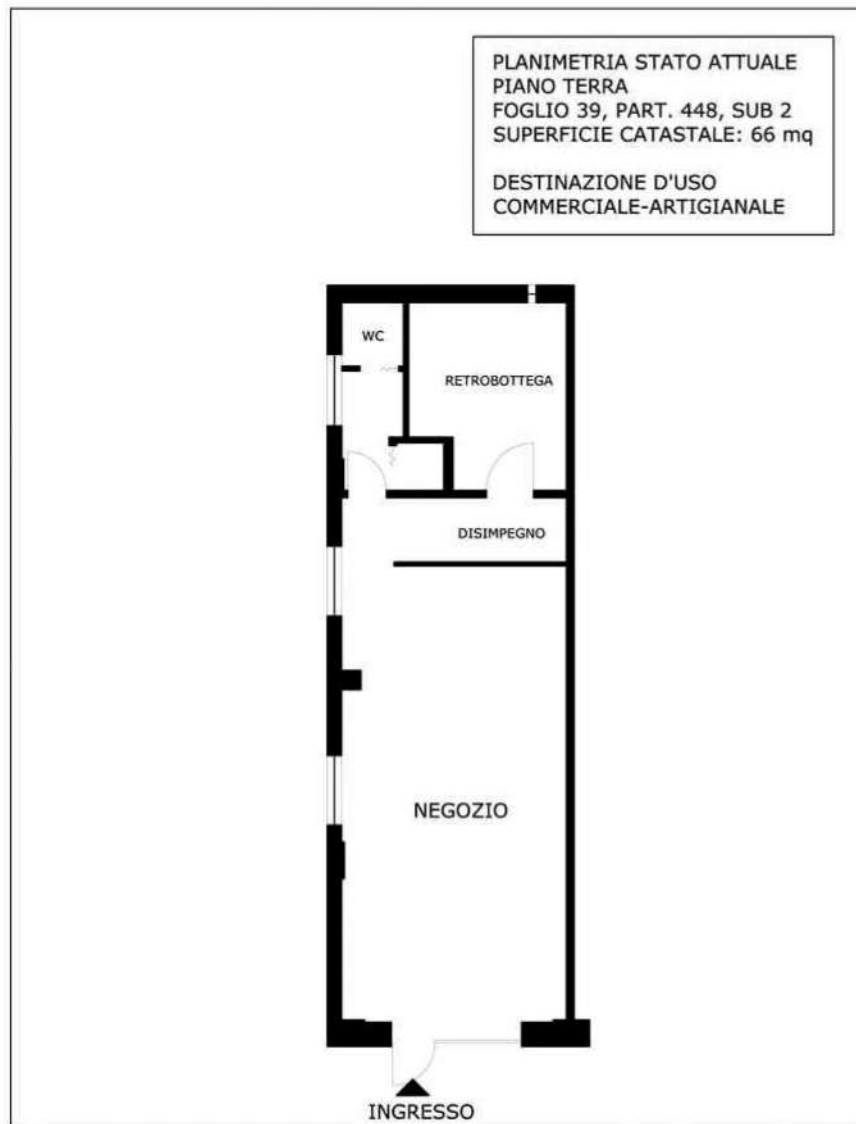 PLANIMETRIA STATO ATTUALE
PIANO TERRA
FOGLIO 39, PART. 448, SUB 2
SUPERFICIE CATASTALE: 66 mq
DESTINAZIONE D'USO
COMMERCIALE-ARTIGIANALE
WC
RETROBOTTEGA
DISIMPEGNO
NEGOZIO
INGRESSO